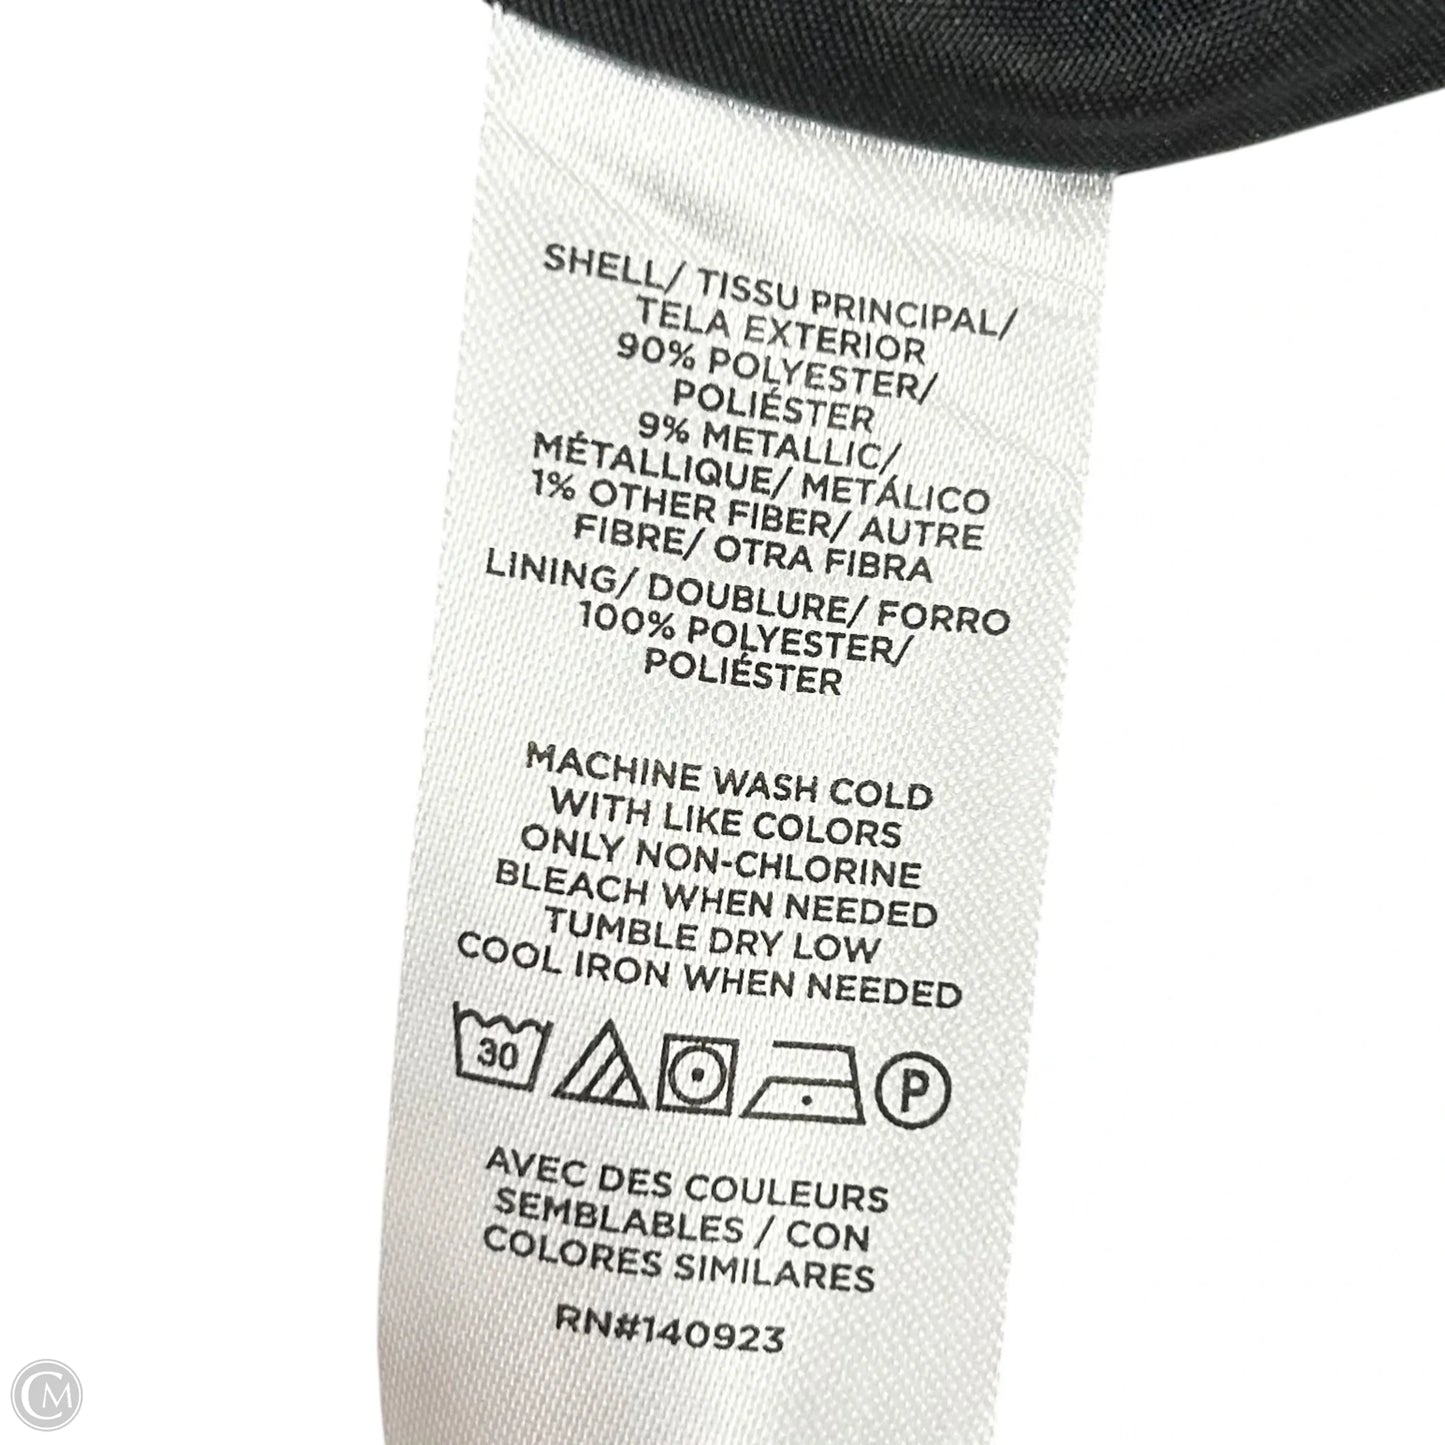 SHELL/ TISSU PRINCIPAL/
TELA EXTERIOR
90% POLYESTER/
POLIÉSTER
9% METALLIC/
MÉTALLIQUE/ METÁLICO
1% OTHER FIBER/ AUTRE
FIBRE/ OTRA FIBRA
LINING/ DOUBLURE/ FORRO
100% POLYESTER/
POLIÉSTER
MACHINE WASH COLD
WITH LIKE COLORS
ONLY NON-CHLORINE
BLEACH WHEN NEEDED
TUMBLE DRY LOW
COOL IRON WHEN NEEDED
30 P
AVEC DES COULEURS
SEMBLABLES / CON
COLORES SIMILARES
RN#140923
CM